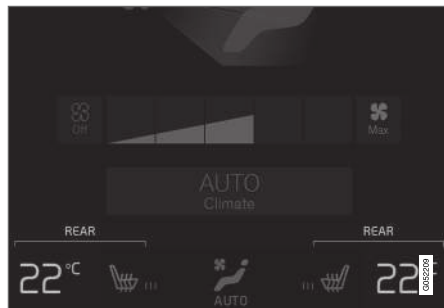 Off
Max
AUTO
Climate
REAR
REAR
22°C
22°C
AUTO
G052209